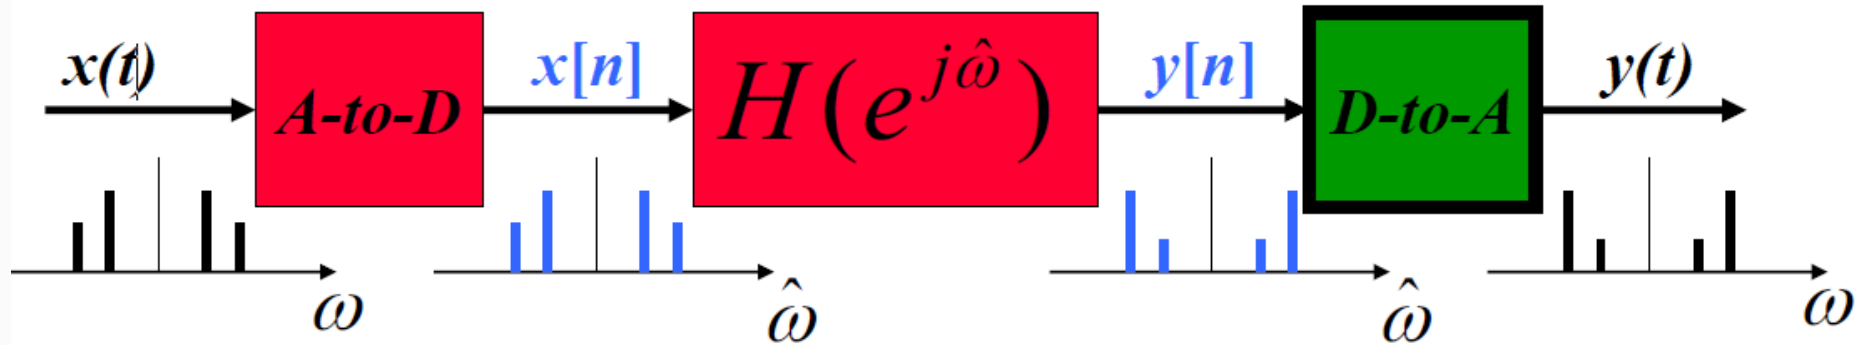 x(t) A-to-D x[n] H(e^{jω̂}) y[n] D-to-A y(t)
ω ω̂ ω̂ ω